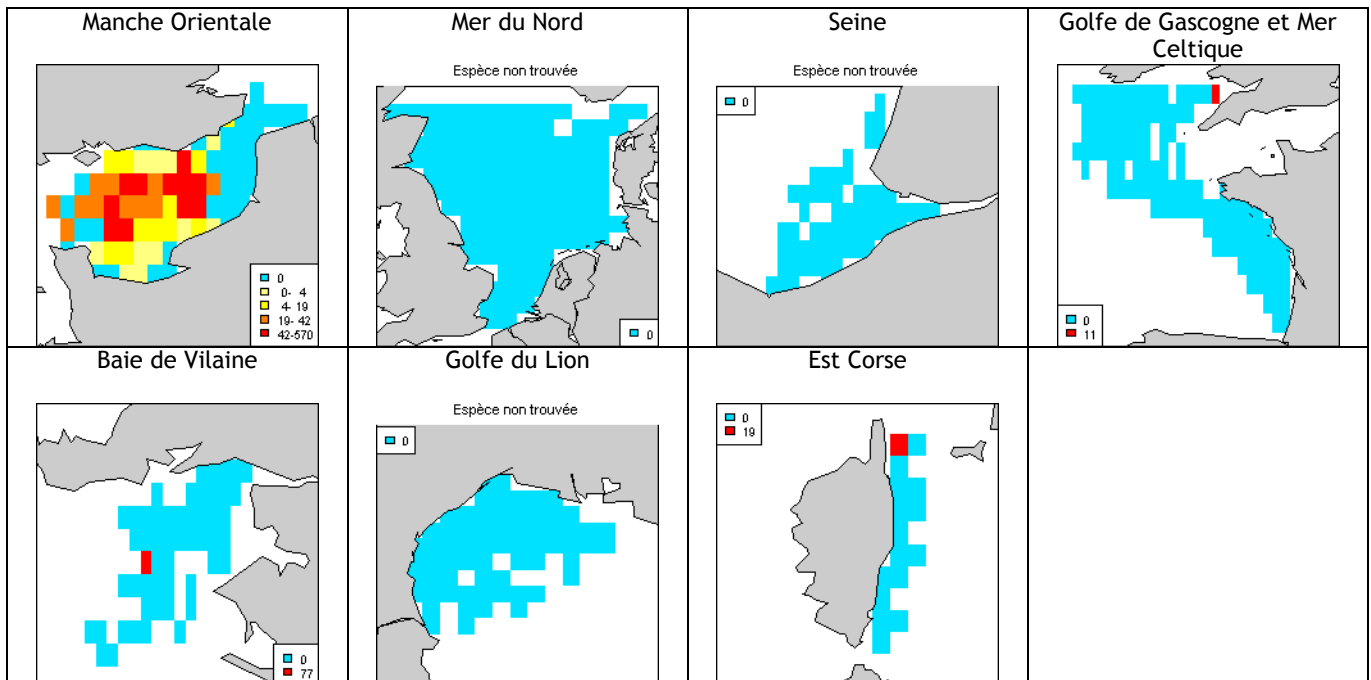 Manche Orientale
0
0- 4
4- 19
19- 42
42-570
Mer du Nord
Espèce non trouvée
0
Seine
Espèce non trouvée
0
Golfe de Gascogne et Mer
Celtique
0
11
Baie de Vilaine
0
77
Golfe du Lion
Espèce non trouvée
0
Est Corse
0
19